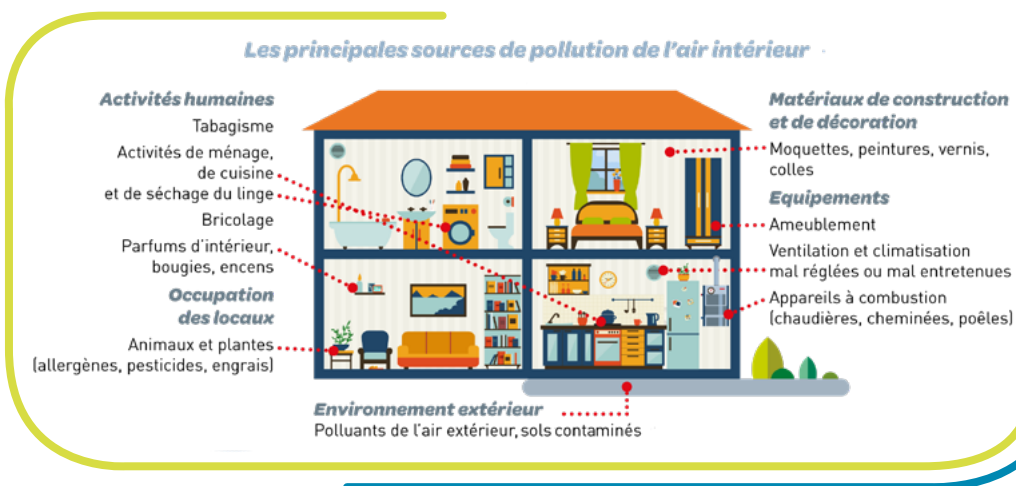 Les principales sources de pollution de l'air intérieur
Activités humaines
Tabagisme
Activités de ménage,
de cuisine
et de séchage du linge
Bricolage
Parfums d'intérieur,
bougies, encens
Occupation
des locaux
Animaux et plantes
(allergènes, pesticides, engrais)
Matériaux de construction
et de décoration
Moquettes, peintures, vernis,
colles
Equipements
Ameublement
Ventilation et climatisation
mal réglées ou mal entretenues
Appareils à combustion
(chaudières, cheminées, poêles)
Environnement extérieur
Polluants de l'air extérieur, sols contaminés